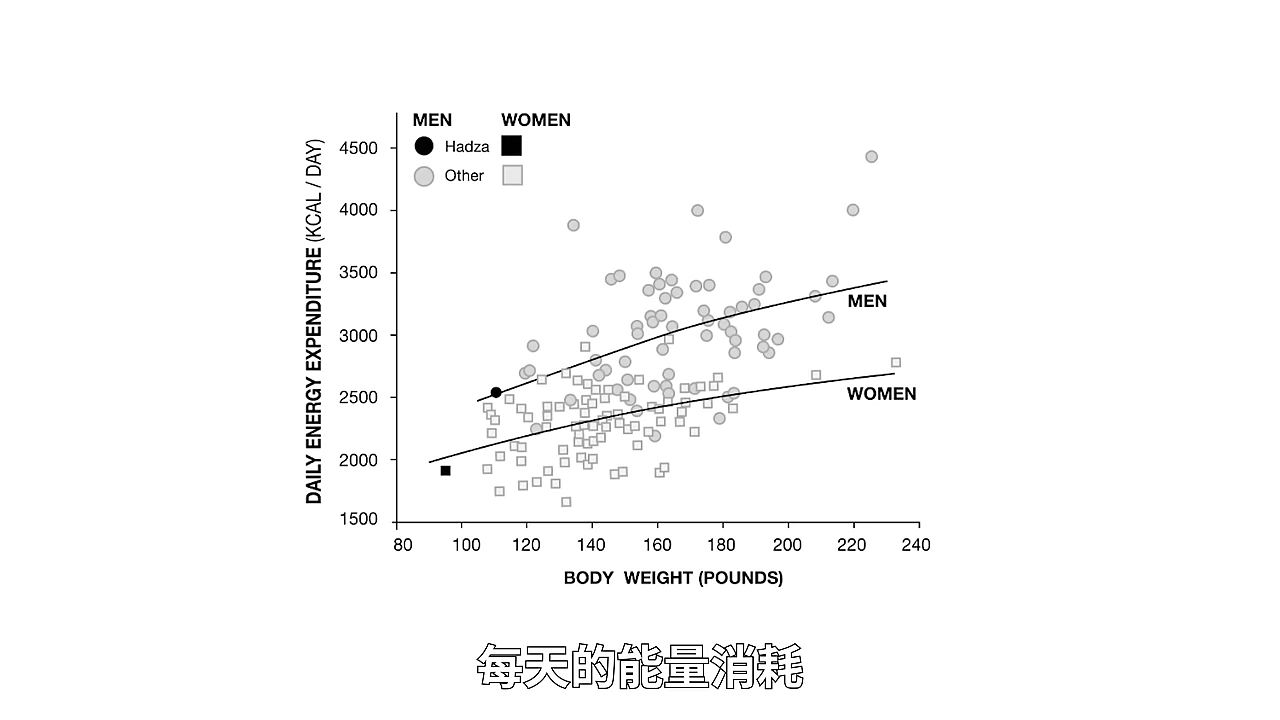 MEN WOMEN
Hadza
Other
DAILY ENERGY EXPENDITURE (KCAL / DAY)
4500
4000
3500
3000
2500
2000
1500
MEN
WOMEN
80 100 120 140 160 180 200 220 240
BODY WEIGHT (POUNDS)
每天的能量消耗